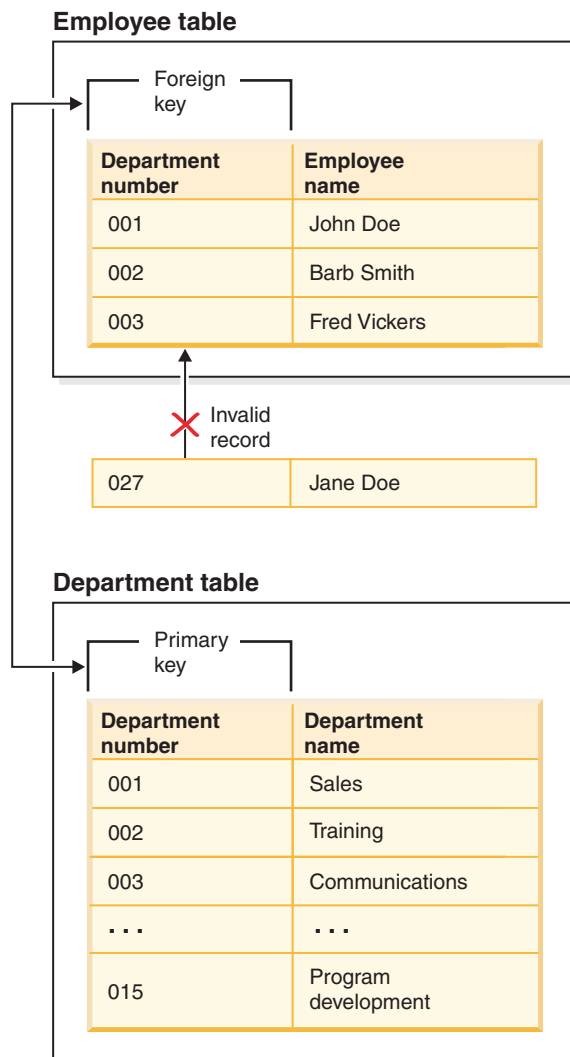 Employee table
Foreign
key
Department number
Employee name
001 John Doe
002 Barb Smith
003 Fred Vickers
Invalid
record
027 Jane Doe
Department table
Primary
key
Department number
Department name
001 Sales
002 Training
003 Communications
... ...
015 Program development